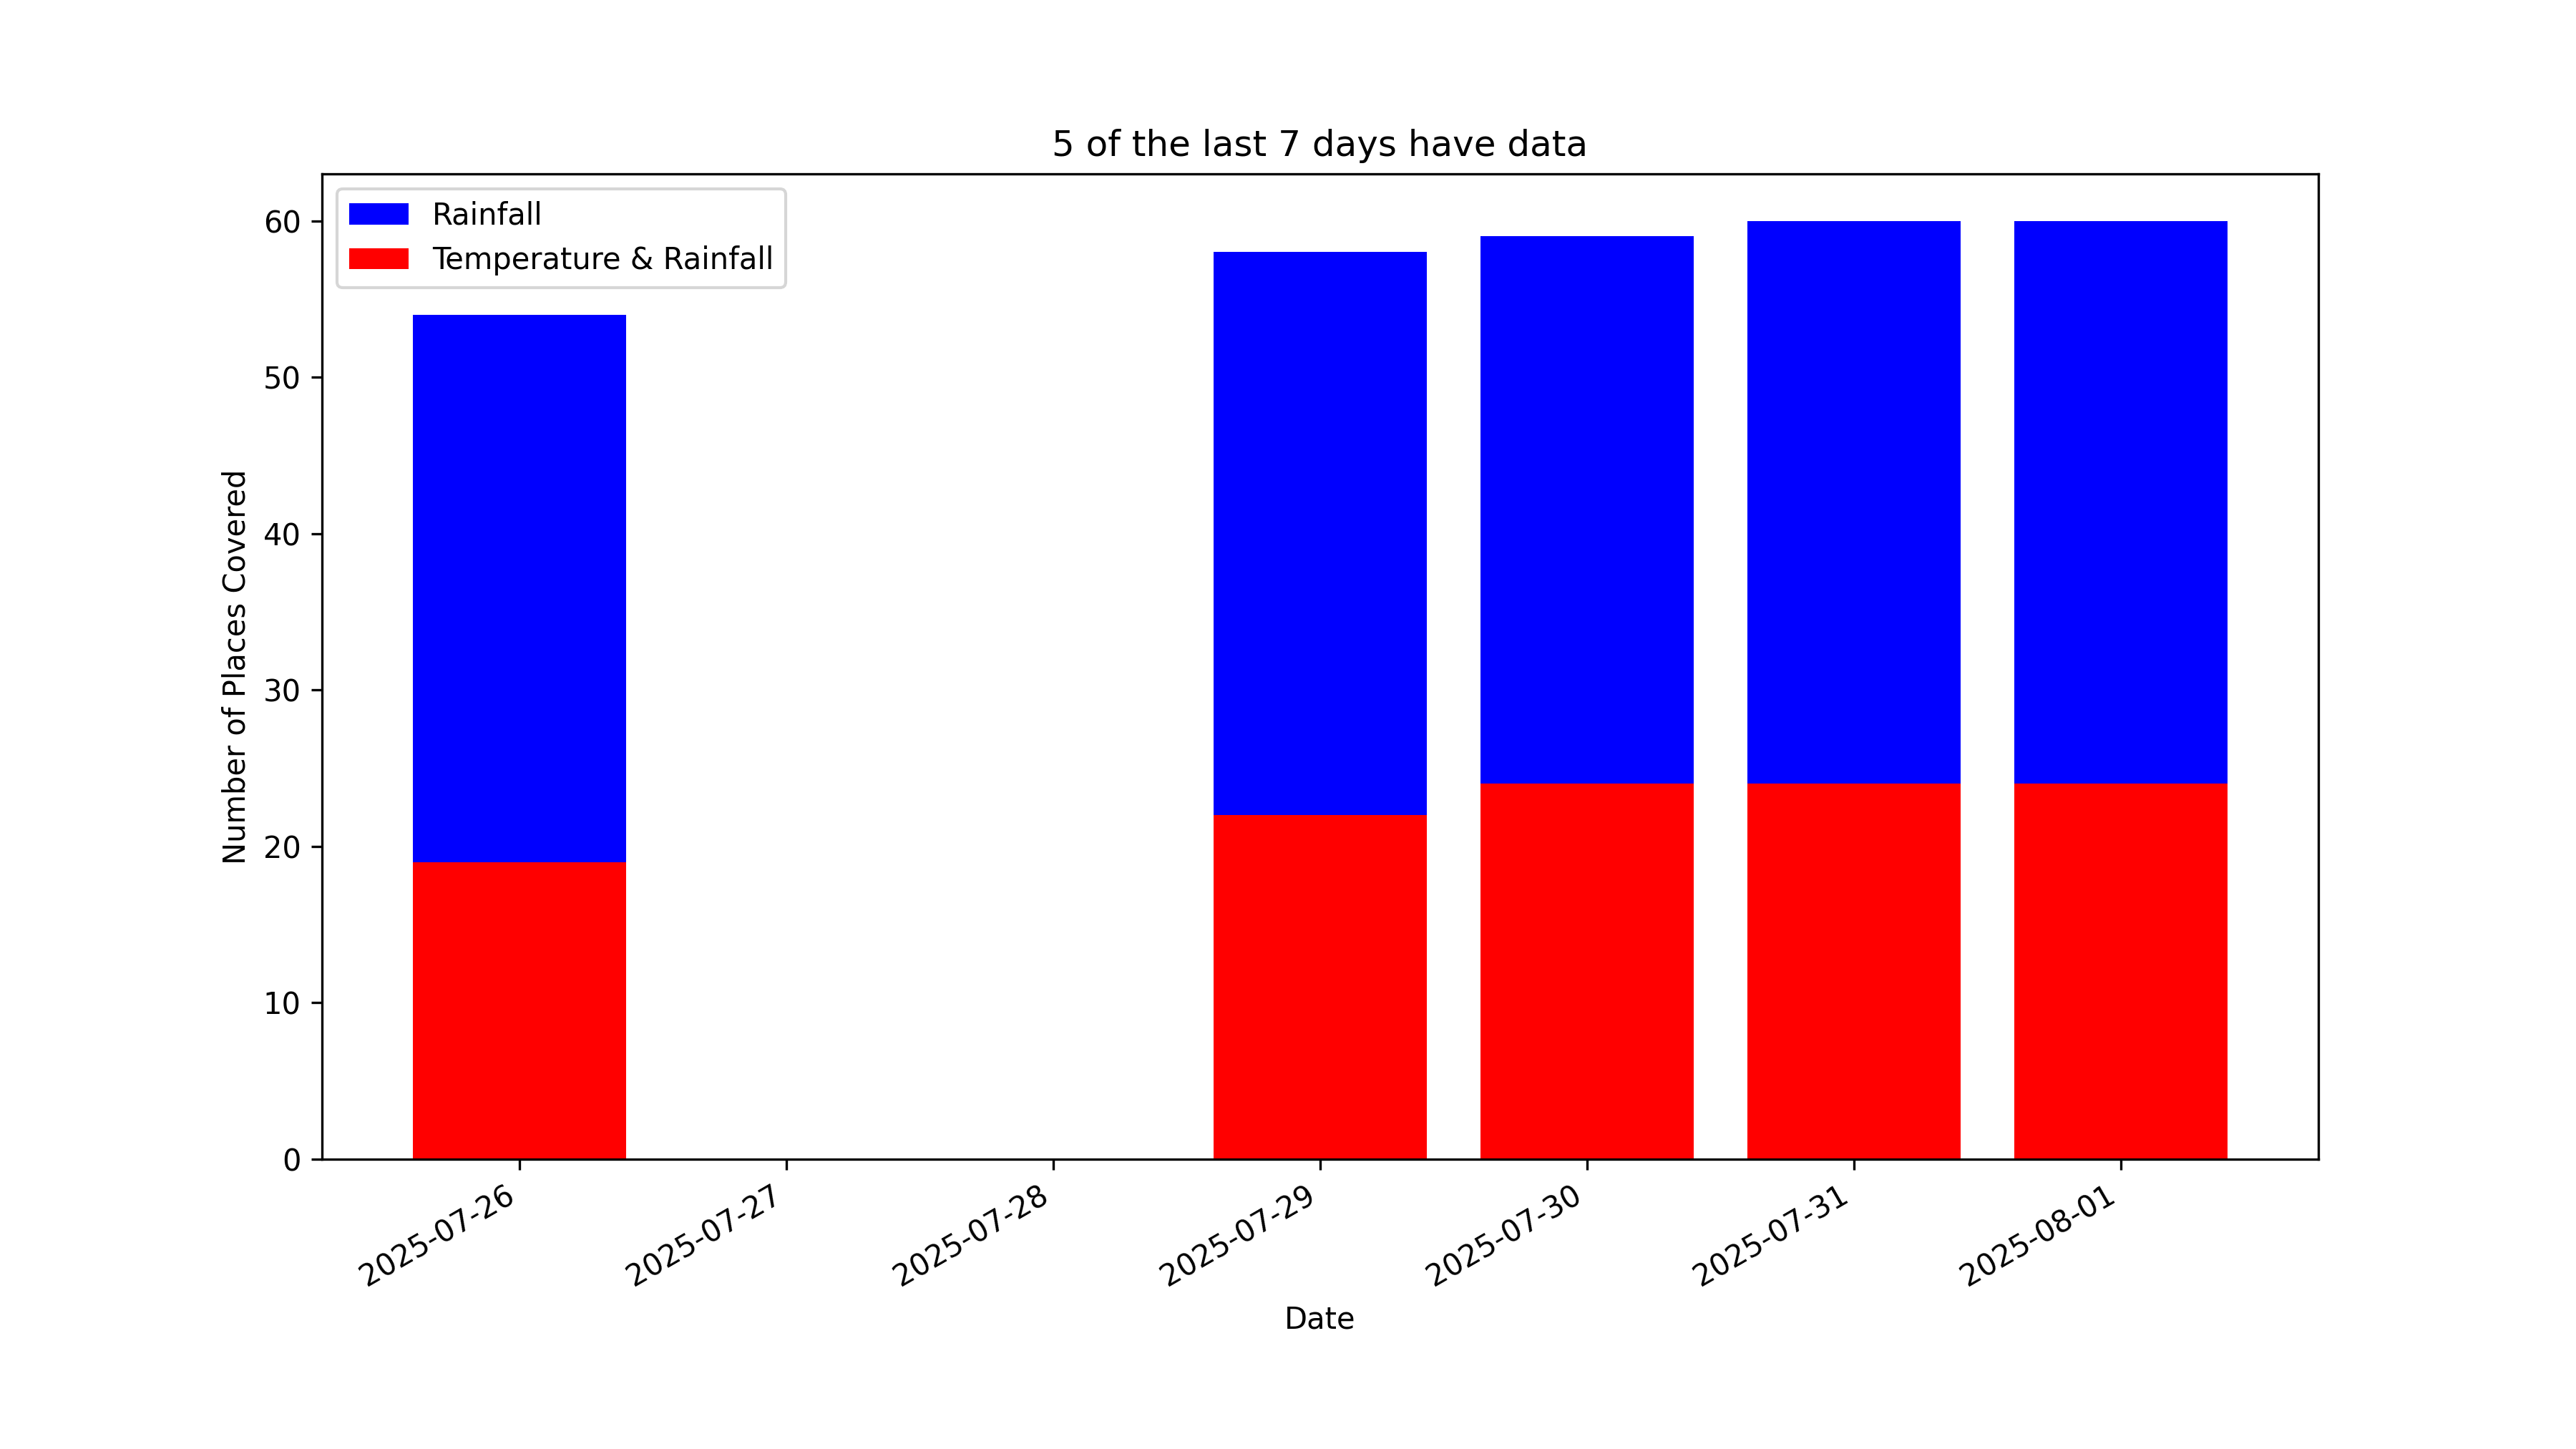 5 of the last 7 days have data
Rainfall
Temperature & Rainfall
Number of Places Covered
60
50
40
30
20
10
0
2025-07-26
2025-07-27
2025-07-28
2025-07-29
2025-07-30
2025-07-31
2025-08-01
Date